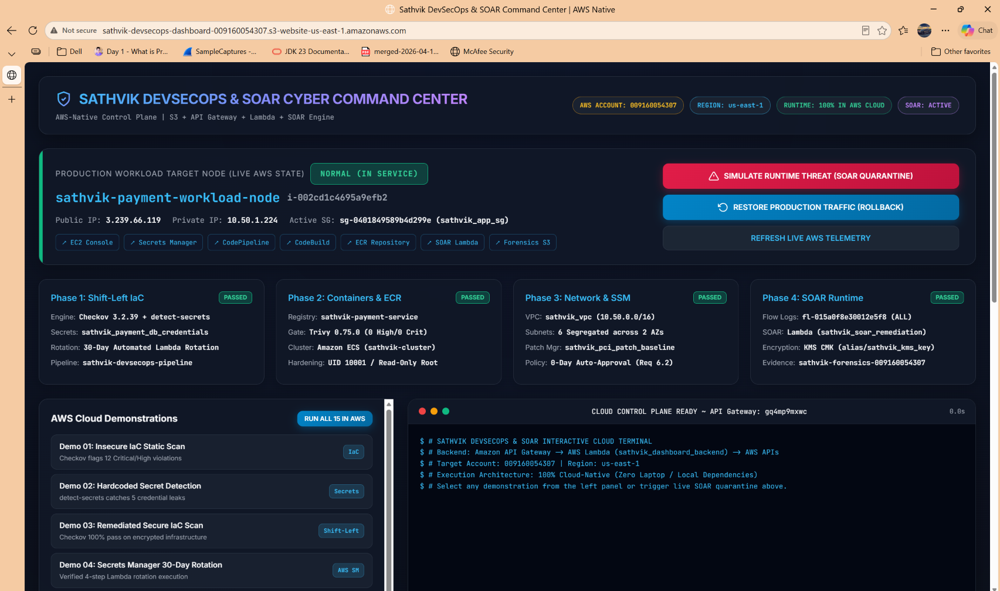 Sathvik DevSecOps & SOAR Command Center | AWS Native
Not secure
sathvik-devsecops-dashboard-009160054307.s3-website-us-east-1.amazonaws.com
Chat
Dell
Day 1 - What is Pr...
SampleCaptures -...
JDK 23 Documenta...
PDF
merged-2026-04-1...
McAfee Security
Other favorites
SATHVIK DEVSECOPS & SOAR CYBER COMMAND CENTER
AWS-Native Control Plane | S3 + API Gateway + Lambda + SOAR Engine
AWS ACCOUNT: 009160054307
REGION: us-east-1
RUNTIME: 100% IN AWS CLOUD
SOAR: ACTIVE
PRODUCTION WORKLOAD TARGET NODE (LIVE AWS STATE)
NORMAL (IN SERVICE)
sathvik-payment-workload-node i-002cd1c4695a9efb2
Public IP: 3.239.66.119 Private IP: 10.50.1.224 Active SG: sg-0401849589b4d299e (sathvik_app_sg)
↗ EC2 Console
↗ Secrets Manager
↗ CodePipeline
↗ CodeBuild
↗ ECR Repository
↗ SOAR Lambda
↗ Forensics S3
SIMULATE RUNTIME THREAT (SOAR QUARANTINE)
RESTORE PRODUCTION TRAFFIC (ROLLBACK)
REFRESH LIVE AWS TELEMETRY
Phase 1: Shift-Left IaC
PASSED
Engine: Checkov 3.2.39 + detect-secrets
Secrets: sathvik_payment_db_credentials
Rotation: 30-Day Automated Lambda Rotation
Pipeline: sathvik-devsecops-pipeline
Phase 2: Containers & ECR
PASSED
Registry: sathvik-payment-service
Gate: Trivy 0.75.0 (0 High/0 Crit)
Cluster: Amazon ECS (sathvik-cluster)
Hardening: UID 10001 / Read-Only Root
Phase 3: Network & SSM
PASSED
VPC: sathvik_vpc (10.50.0.0/16)
Subnets: 6 Segregated across 2 AZs
Patch Mgr: sathvik_pci_patch_baseline
Policy: 0-Day Auto-Approval (Req 6.2)
Phase 4: SOAR Runtime
PASSED
Flow Logs: fl-015a0f8e30012e5f8 (ALL)
SOAR: Lambda (sathvik_soar_remediation)
Encryption: KMS CMK (alias/sathvik_kms_key)
Evidence: sathvik-forensics-009160054307
AWS Cloud Demonstrations
RUN ALL 15 IN AWS
Demo 01: Insecure IaC Static Scan
Checkov flags 12 Critical/High violations
IaC
Demo 02: Hardcoded Secret Detection
detect-secrets catches 5 credential leaks
Secrets
Demo 03: Remediated Secure IaC Scan
Checkov 100% pass on encrypted infrastructure
Shift-Left
Demo 04: Secrets Manager 30-Day Rotation
Verified 4-step Lambda rotation execution
AWS SM
CLOUD CONTROL PLANE READY ~ API Gateway: gq4mp9mxwc
0.0s
$ # SATHVIK DEVSECOPS & SOAR INTERACTIVE CLOUD TERMINAL
$ # Backend: Amazon API Gateway → AWS Lambda (sathvik_dashboard_backend) → AWS APIs
$ # Target Account: 009160054307 | Region: us-east-1
$ # Execution Architecture: 100% Cloud-Native (Zero Laptop / Local Dependencies)
$ # Select any demonstration from the left panel or trigger live SOAR quarantine above.